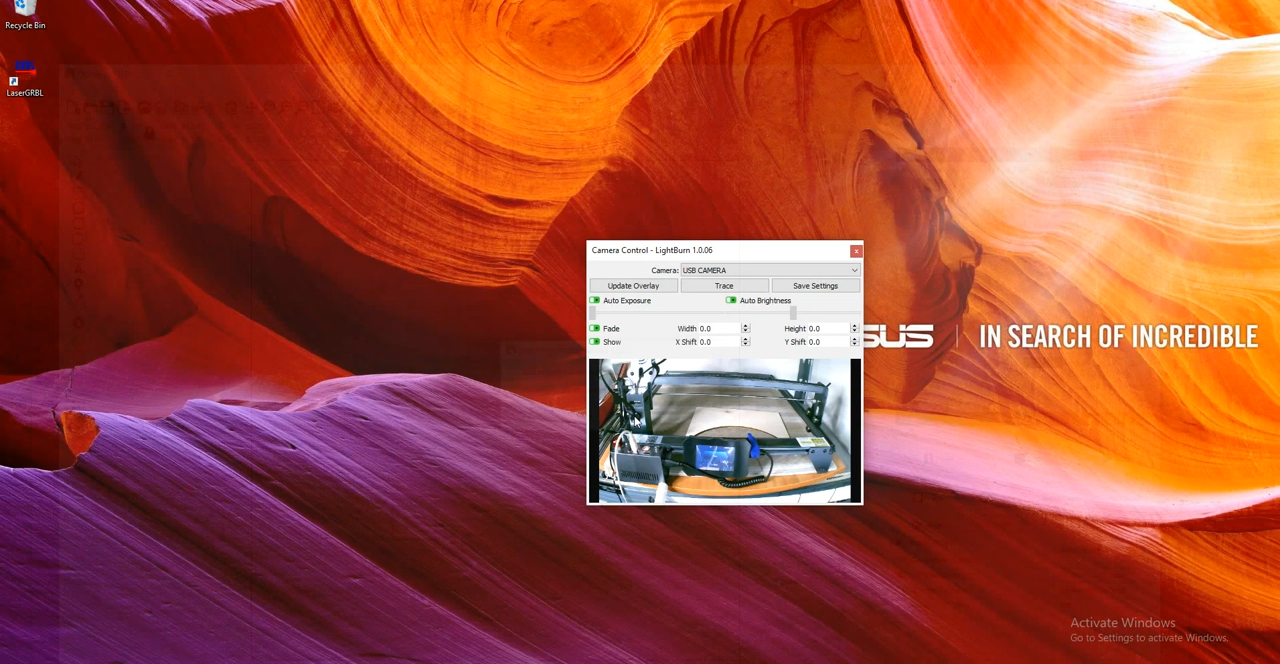 Recycle Bin
LaserGRBL
Camera Control - LightBurn 1.0.06
Camera: USB CAMERA
Update Overlay Trace Save Settings
Auto Exposure Auto Brightness
Fade Width 0.0 Height 0.0
Show X Shift 0.0 Y Shift 0.0
SUS IN SEARCH OF INCREDIBLE
Activate Windows
Go to Settings to activate Windows.